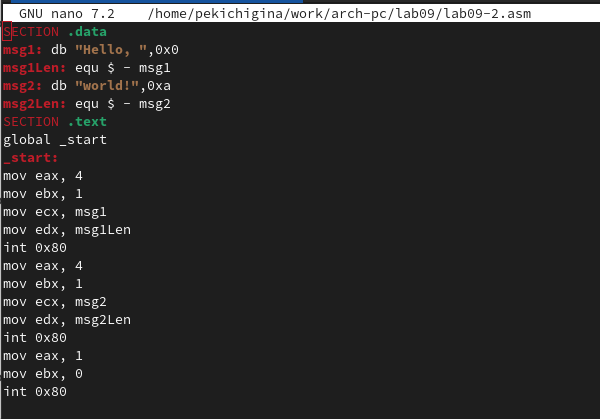 GNU nano 7.2 /home/pekichigina/work/arch-pc/lab09/lab09-2.asm
SECTION .data
msg1: db "Hello, ",0x0
msg1Len: equ $ - msg1
msg2: db "world!",0xa
msg2Len: equ $ - msg2
SECTION .text
global _start
_start:
mov eax, 4
mov ebx, 1
mov ecx, msg1
mov edx, msg1Len
int 0x80
mov eax, 4
mov ebx, 1
mov ecx, msg2
mov edx, msg2Len
int 0x80
mov eax, 1
mov ebx, 0
int 0x80